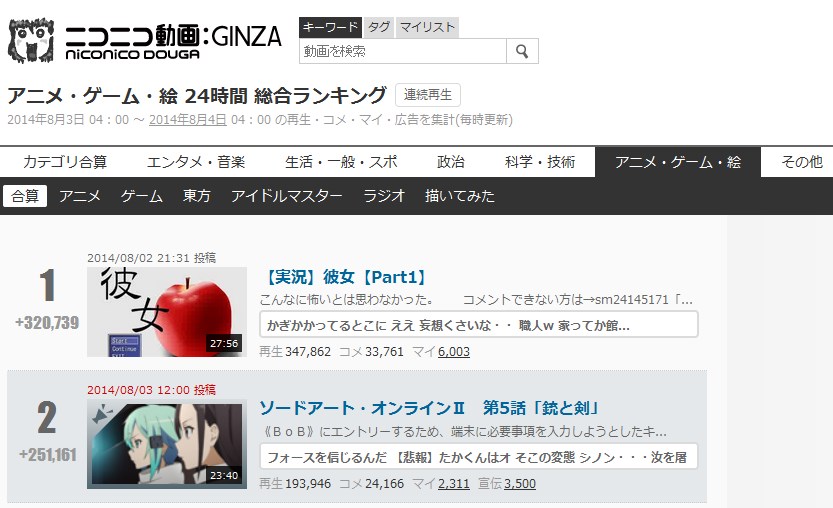 ニコニコ動画:GINZA
NICONICO DOUGA
キーワード タグ マイリスト
動画を検索
アニメ・ゲーム・絵 24時間 総合ランキング 連続再生
2014年8月3日 04：00 ～ 2014年8月4日 04：00 の再生・コメ・マイ・広告を集計(毎時更新)
カテゴリ合算 エンタメ・音楽 生活・一般・スポ 政治 科学・技術 アニメ・ゲーム・絵 その他
合算 アニメ ゲーム 東方 アイドルマスター ラジオ 描いてみた
1
+320,739
2014/08/02 21:31 投稿
彼女
Start
Continue
EXIT
27:56
【実況】彼女【Part1】
こんなに怖いとは思わなかった。　　コメントできない方は→sm24145171「...
かぎかかってるとこに ええ 妄想くさいな・・ 職人w 家ってか館...
再生 347,862 コメ 33,761 マイ 6,003
2
+251,161
2014/08/03 12:00 投稿
23:40
ソードアート・オンラインⅡ　第5話「銃と剣」
《ＢｏＢ》にエントリーするため、端末に必要事項を入力しようとしたキ...
フォースを信じるんだ 【悲報】たかくんはオ そこの変態 シノン・・・汝を屠
再生 193,946 コメ 24,166 マイ 2,311 宣伝 3,500